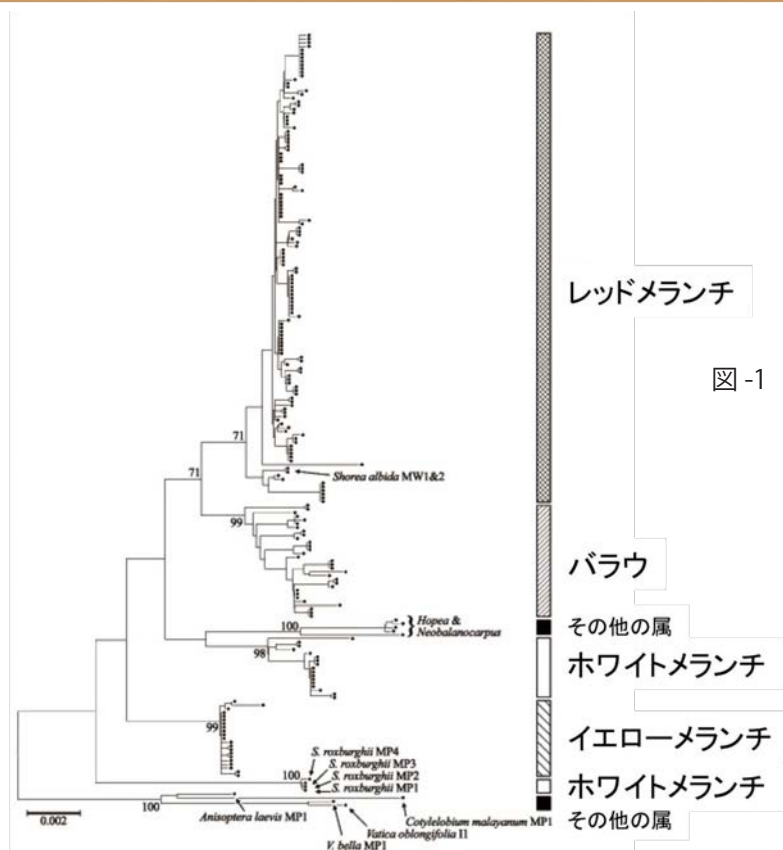 レッドメランチ
図 -1
71
71
Shorea albida MW1&2
99
バラウ
100
Hopea &
Neobalanocarpus
その他の属
98
ホワイトメランチ
99
イエローメランチ
S. roxburghii MP4
S. roxburghii MP3
100
S. roxburghii MP2
S. roxburghii MP1
ホワイトメランチ
100
0.002
Anisoptera laevis MP1
Cotylelobium malayanum MP1
Vatica oblongifolia I1
V. bella MP1
その他の属